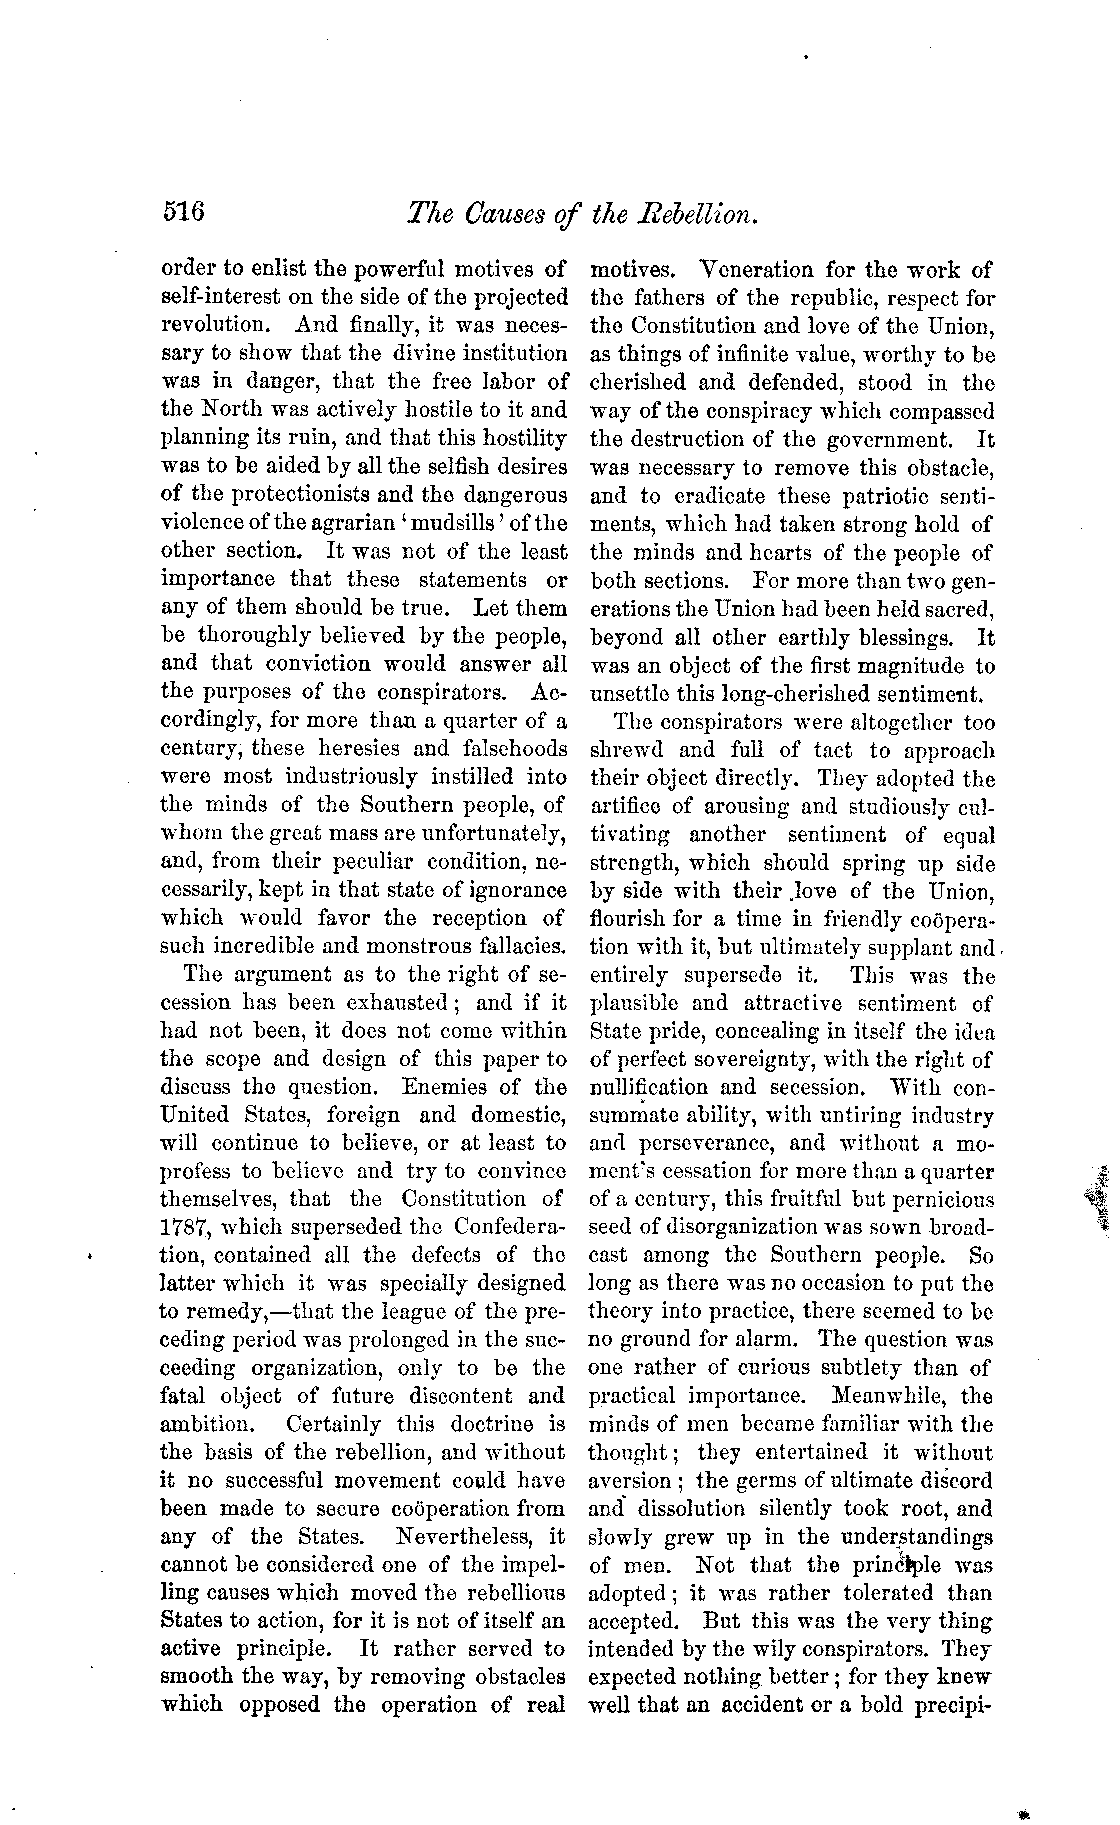 516
The Causes of the Rebellion.
order to enlist the powerful motives of
self-interest on the side of the projected
revolution. And finally, it was neces-
sary to show that the divine institution
was in danger, that the free labor of
the North was actively hostile to it and
planning its ruin, and that this hostility
was to be aided by all the selfish desires
of the protectionists and the dangerous
violence of the agrarian ‘mudsills’ of the
other section. It was not of the least
importance that these statements or
any of them should be true. Let them
be thoroughly believed by the people,
and that conviction would answer all
the purposes of the conspirators. Ac-
cordingly, for more than a quarter of a
century, these heresies and falsehoods
were most industriously instilled into
the minds of the Southern people, of
whom the great mass are unfortunately,
and, from their peculiar condition, ne-
cessarily, kept in that state of ignorance
which would favor the reception of
such incredible and monstrous fallacies.
The argument as to the right of se-
cession has been exhausted; and if it
had not been, it does not come within
the scope and design of this paper to
discuss the question. Enemies of the
United States, foreign and domestic,
will continue to believe, or at least to
profess to believe and try to convince
themselves, that the Constitution of
1787, which superseded the Confedera-
tion, contained all the defects of the
latter which it was specially designed
to remedy,—that the league of the pre-
ceding period was prolonged in the suc-
ceeding organization, only to be the
fatal object of future discontent and
ambition. Certainly this doctrine is
the basis of the rebellion, and without
it no successful movement could have
been made to secure coöperation from
any of the States. Nevertheless, it
cannot be considered one of the impel-
ling causes which moved the rebellious
States to action, for it is not of itself an
active principle. It rather served to
smooth the way, by removing obstacles
which opposed the operation of real
motives. Veneration for the work of
the fathers of the republic, respect for
the Constitution and love of the Union,
as things of infinite value, worthy to be
cherished and defended, stood in the
way of the conspiracy which compassed
the destruction of the government. It
was necessary to remove this obstacle,
and to eradicate these patriotic senti-
ments, which had taken strong hold of
the minds and hearts of the people of
both sections. For more than two gen-
erations the Union had been held sacred,
beyond all other earthly blessings. It
was an object of the first magnitude to
unsettle this long-cherished sentiment.
The conspirators were altogether too
shrewd and full of tact to approach
their object directly. They adopted the
artifice of arousing and studiously cul-
tivating another sentiment of equal
strength, which should spring up side
by side with their love of the Union,
flourish for a time in friendly coöpera-
tion with it, but ultimately supplant and
entirely supersede it. This was the
plausible and attractive sentiment of
State pride, concealing in itself the idea
of perfect sovereignty, with the right of
nullification and secession. With con-
summate ability, with untiring industry
and perseverance, and without a mo-
ment's cessation for more than a quarter
of a century, this fruitful but pernicious
seed of disorganization was sown broad-
cast among the Southern people. So
long as there was no occasion to put the
theory into practice, there seemed to be
no ground for alarm. The question was
one rather of curious subtlety than of
practical importance. Meanwhile, the
minds of men became familiar with the
thought; they entertained it without
aversion; the germs of ultimate discord
and dissolution silently took root, and
slowly grew up in the understandings
of men. Not that the principle was
adopted; it was rather tolerated than
accepted. But this was the very thing
intended by the wily conspirators. They
expected nothing better; for they knew
well that an accident or a bold precipi-